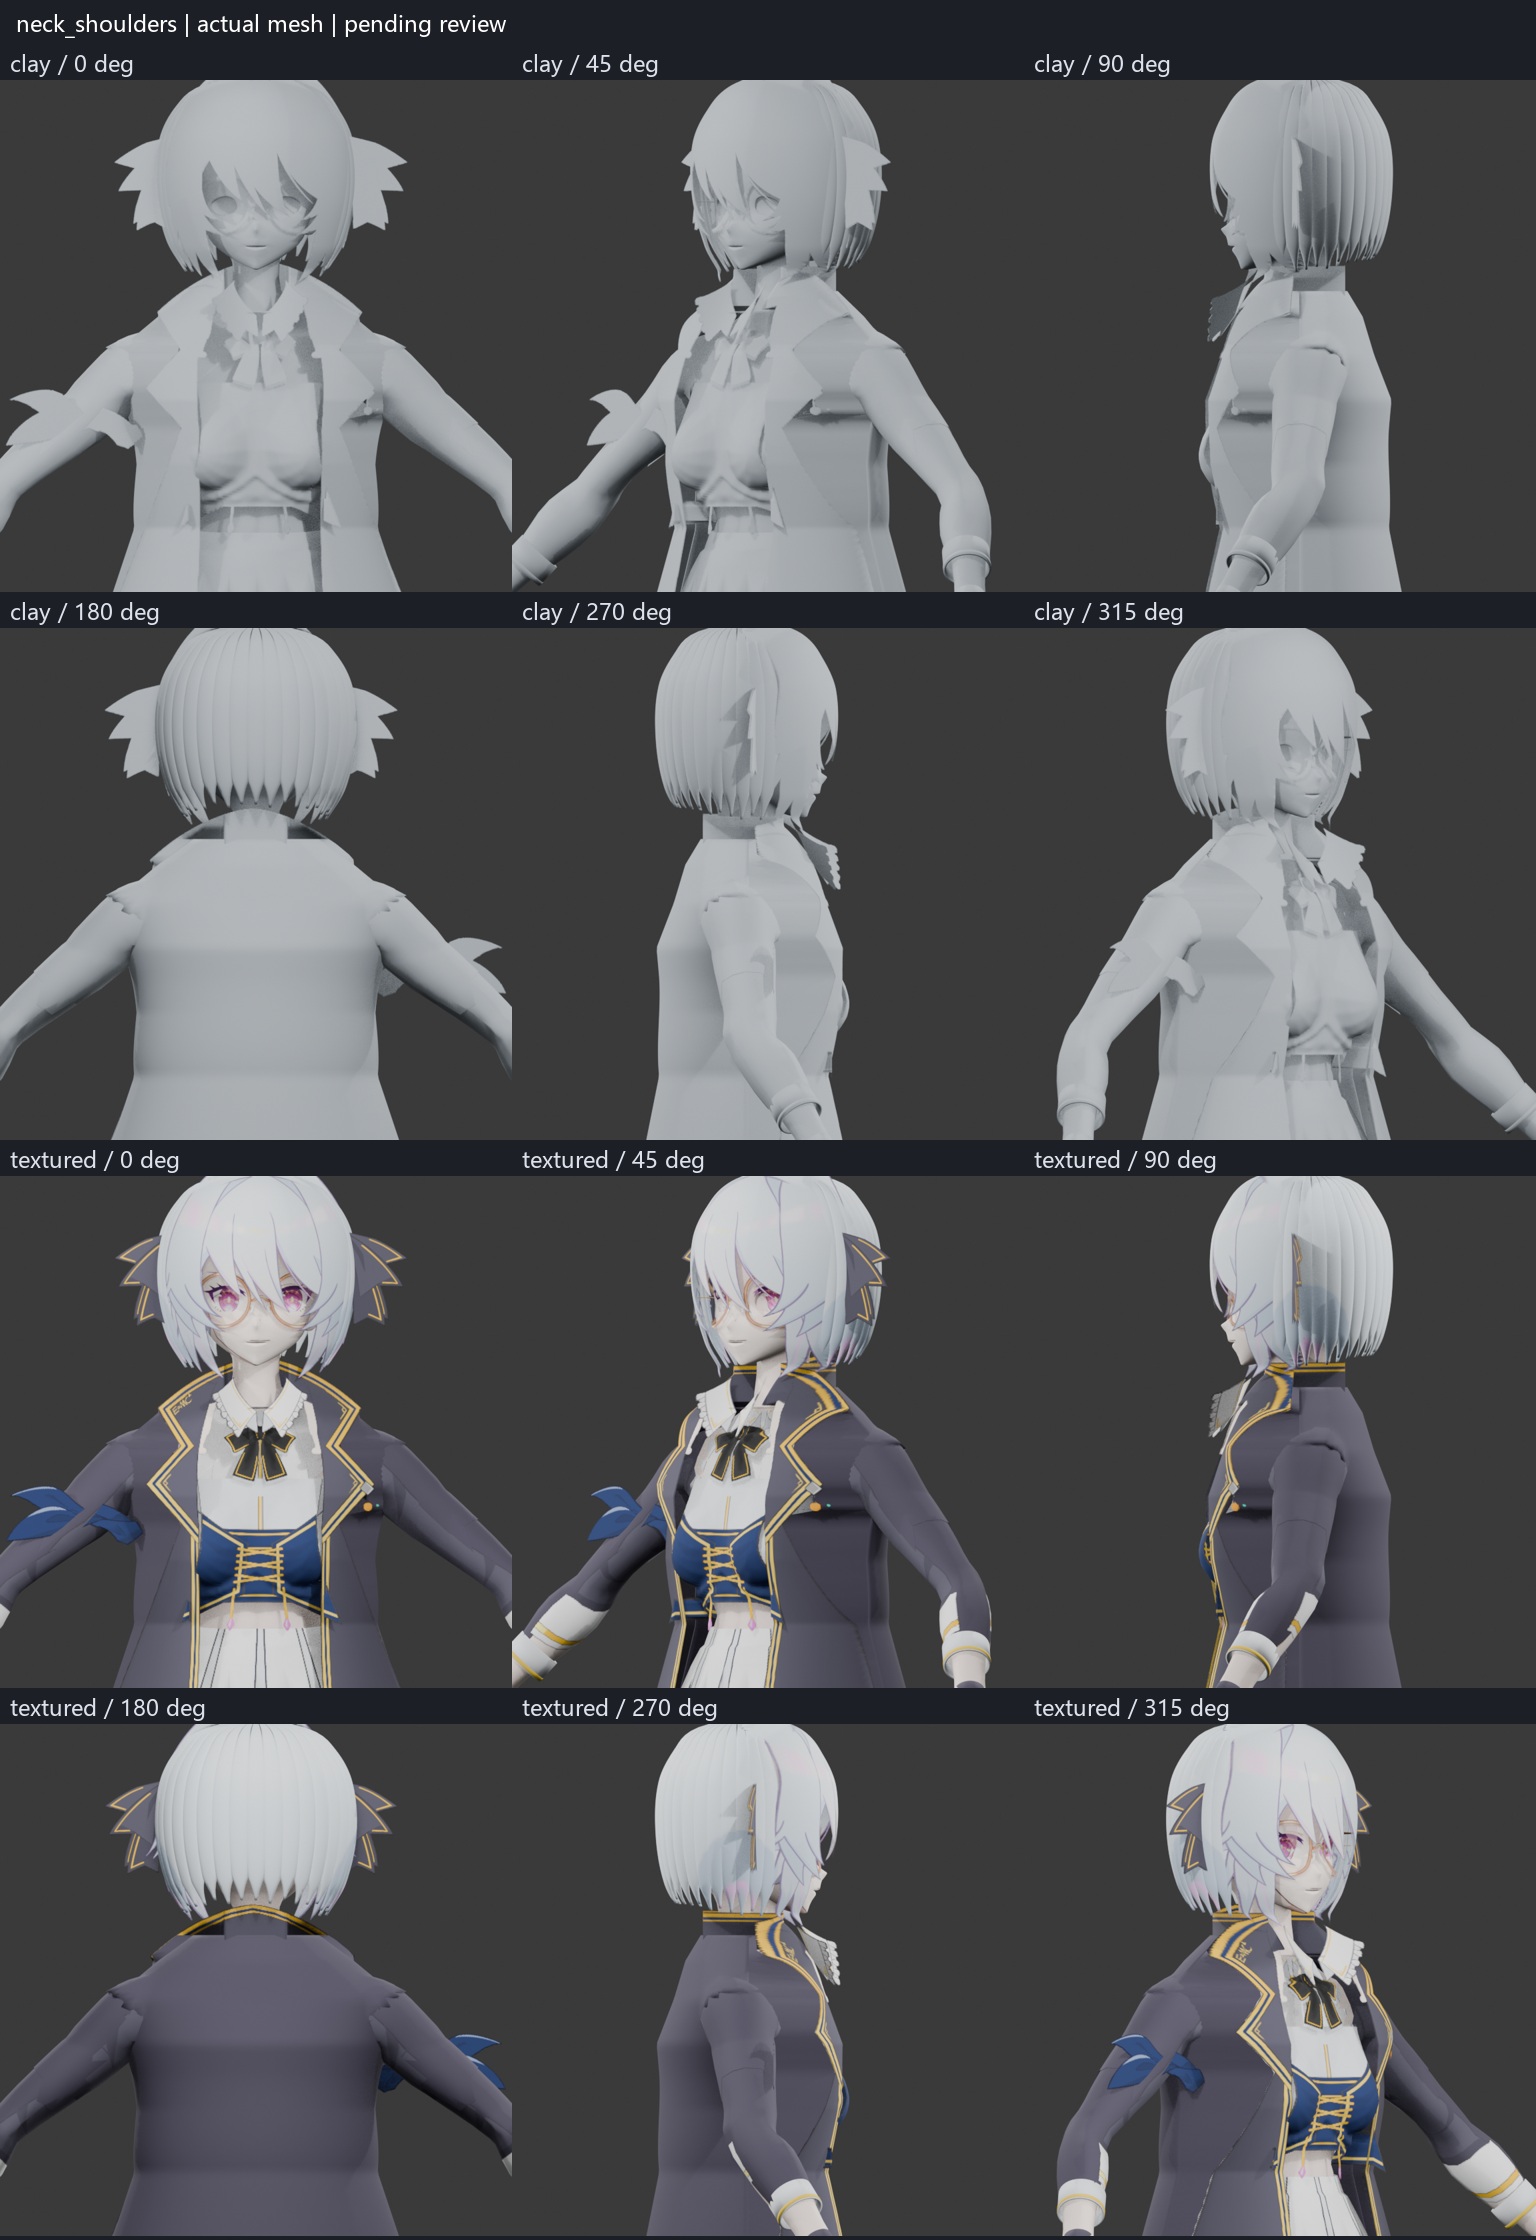 neck_shoulders | actual mesh | pending review
clay / 0 deg
clay / 45 deg
clay / 90 deg
clay / 180 deg
clay / 270 deg
clay / 315 deg
textured / 0 deg
textured / 45 deg
textured / 90 deg
textured / 180 deg
textured / 270 deg
textured / 315 deg